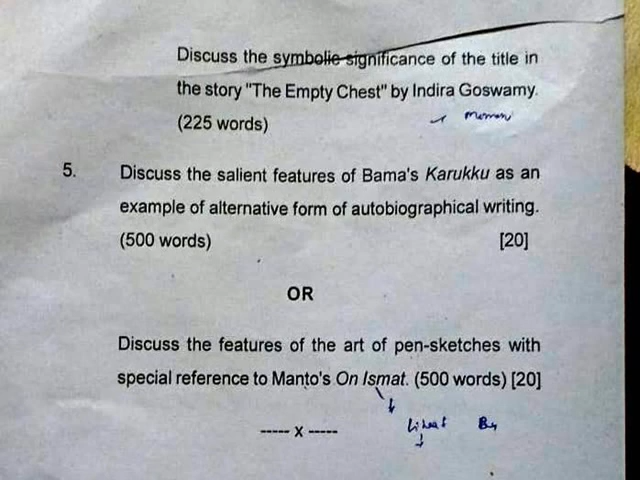 Discuss the symbolic significance of the title in
the story "The Empty Chest" by Indira Goswamy.
(225 words)
5. Discuss the salient features of Bama's Karukku as an
example of alternative form of autobiographical writing.
(500 words) [20]
OR
Discuss the features of the art of pen-sketches with
special reference to Manto's On Ismat. (500 words) [20]
----- x -----